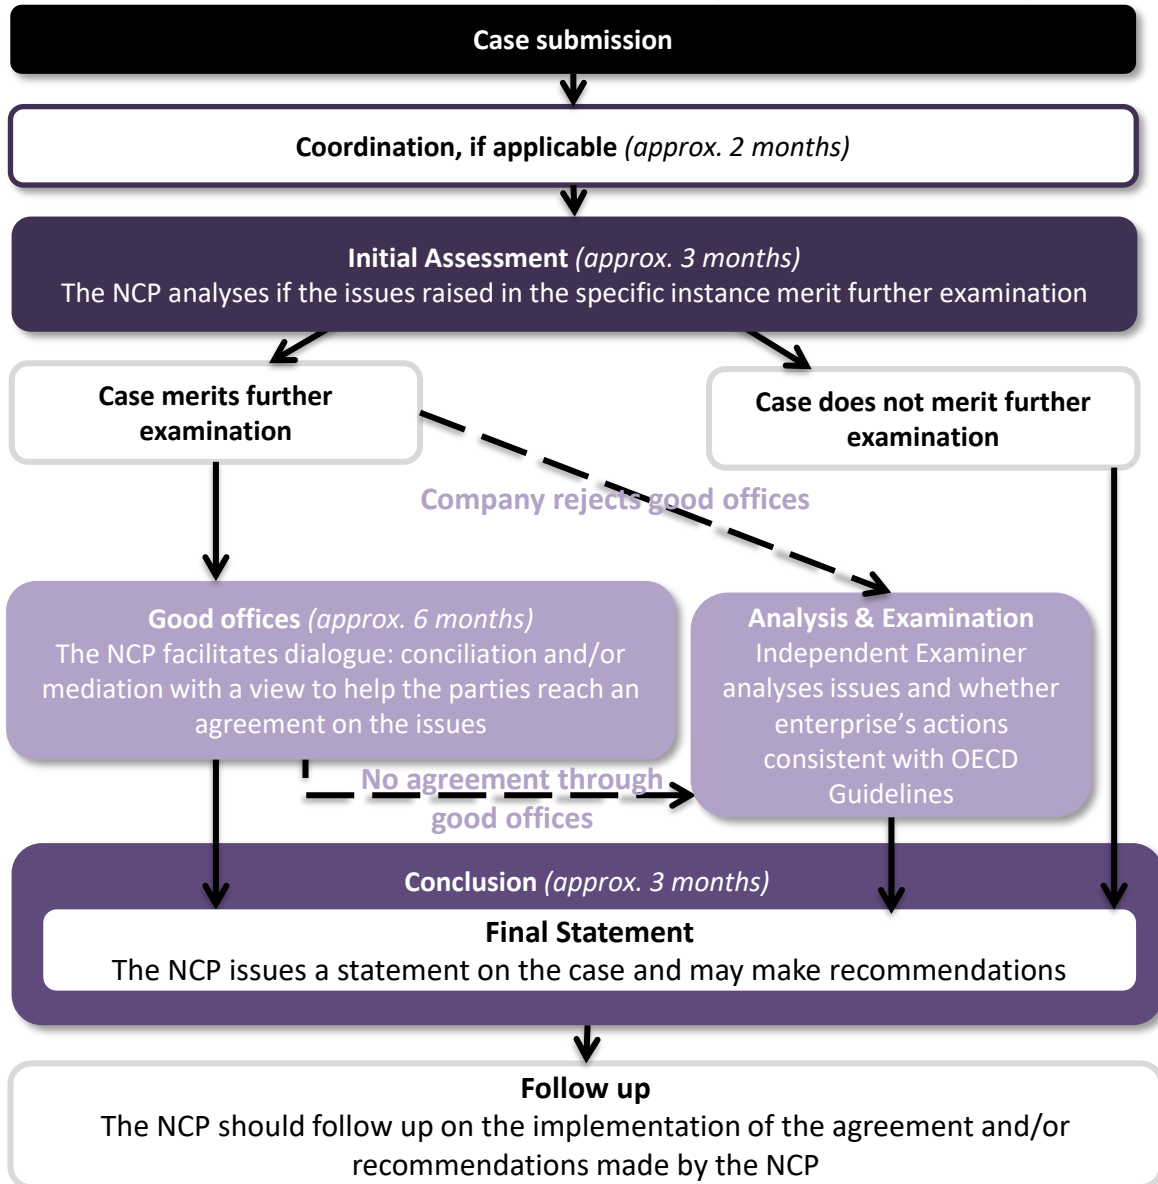 Case submission
Coordination, if applicable (approx. 2 months)
Initial Assessment (approx. 3 months)
The NCP analyses if the issues raised in the specific instance merit further examination
Case merits further
examination
Case does not merit further
examination
Company rejects good offices
Good offices (approx. 6 months)
The NCP facilitates dialogue: conciliation and/or
mediation with a view to help the parties reach an
agreement on the issues
Analysis & Examination
Independent Examiner
analyses issues and whether
enterprise’s actions
consistent with OECD
Guidelines
No agreement through
good offices
Conclusion (approx. 3 months)
Final Statement
The NCP issues a statement on the case and may make recommendations
Follow up
The NCP should follow up on the implementation of the agreement and/or
recommendations made by the NCP